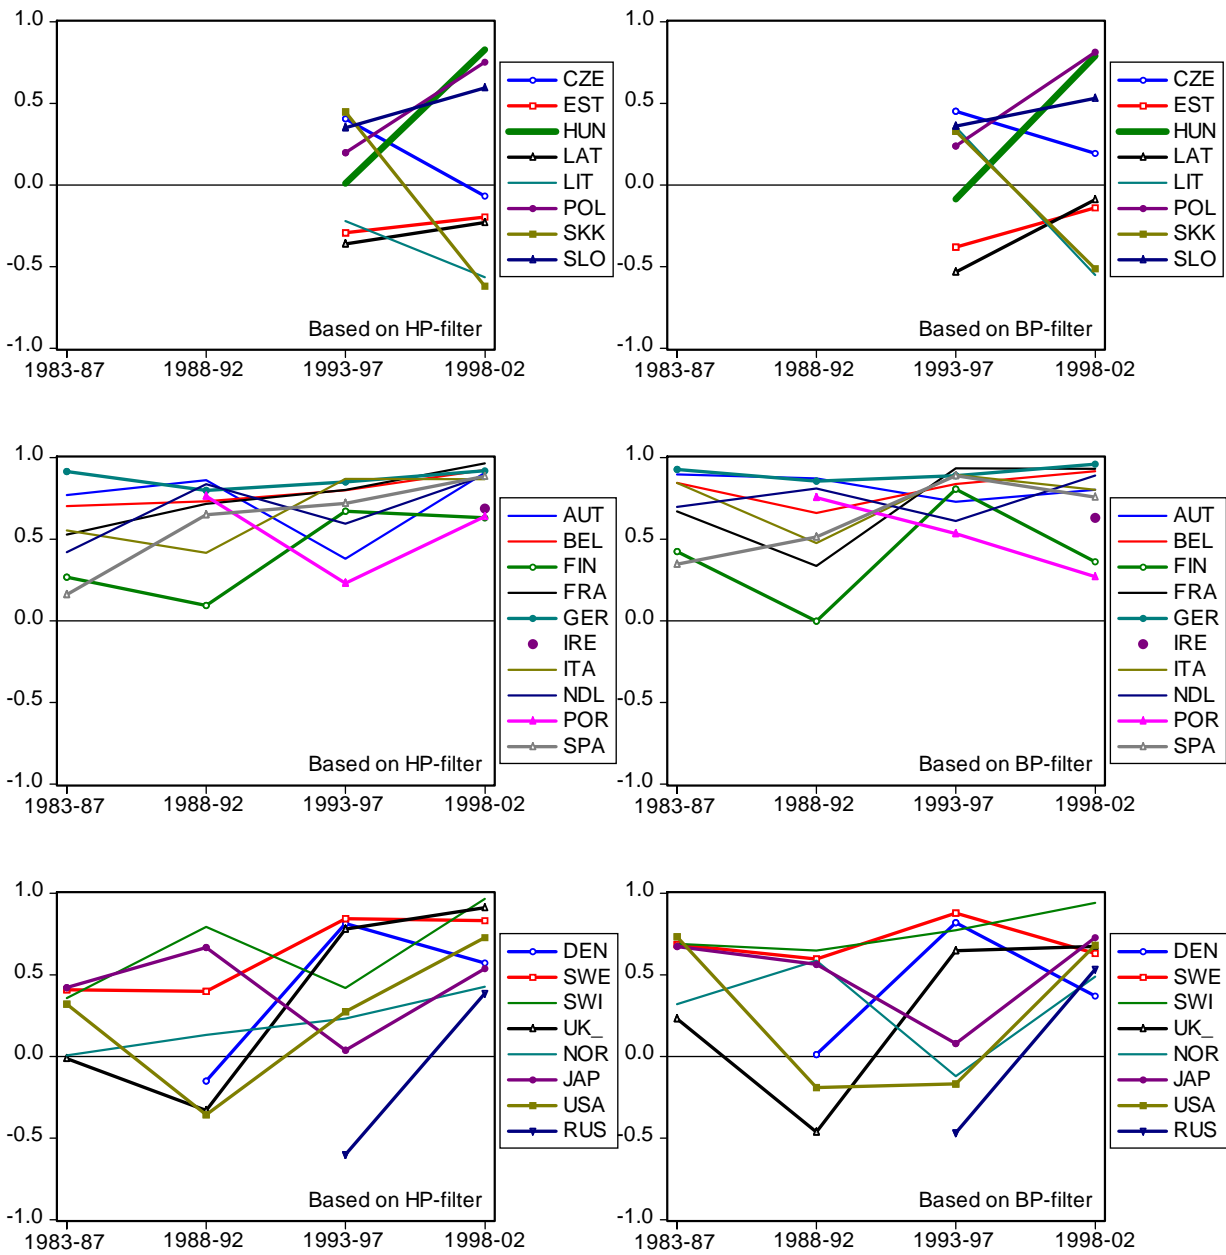 1.0
0.5
0.0
-0.5
-1.0
1983-87 1988-92 1993-97 1998-02
Based on HP-filter
CZE
EST
HUN
LAT
LIT
POL
SKK
SLO
1.0
0.5
0.0
-0.5
-1.0
1983-87 1988-92 1993-97 1998-02
Based on BP-filter
CZE
EST
HUN
LAT
LIT
POL
SKK
SLO
1.0
0.5
0.0
-0.5
-1.0
1983-87 1988-92 1993-97 1998-02
Based on HP-filter
AUT
BEL
FIN
FRA
GER
IRE
ITA
NDL
POR
SPA
1.0
0.5
0.0
-0.5
-1.0
1983-87 1988-92 1993-97 1998-02
Based on BP-filter
AUT
BEL
FIN
FRA
GER
IRE
ITA
NDL
POR
SPA
1.0
0.5
0.0
-0.5
-1.0
1983-87 1988-92 1993-97 1998-02
Based on HP-filter
DEN
SWE
SWI
UK_
NOR
JAP
USA
RUS
1.0
0.5
0.0
-0.5
-1.0
1983-87 1988-92 1993-97 1998-02
Based on BP-filter
DEN
SWE
SWI
UK_
NOR
JAP
USA
RUS